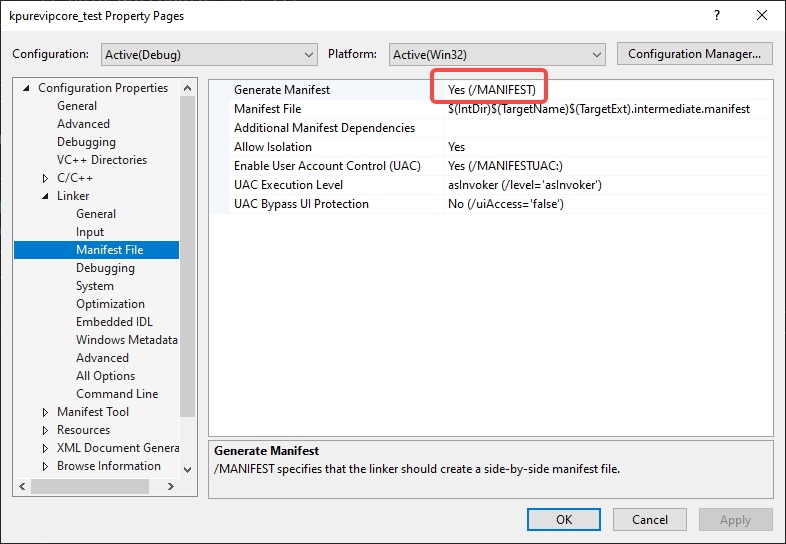 kpurevipcore_test Property Pages
? 
Configuration: Active(Debug) Platform: Active(Win32) Configuration Manager...
Configuration Properties
General
Advanced
Debugging
VC++ Directories
C/C++
Linker
General
Input
Manifest File
Debugging
System
Optimization
Embedded IDL
Windows Metadata
Advanced
All Options
Command Line
Manifest Tool
Resources
XML Document Genera
Browse Information
Generate Manifest Yes (/MANIFEST)
Manifest File $(IntDir)$(TargetName)$(TargetExt).intermediate.manifest
Additional Manifest Dependencies
Allow Isolation Yes
Enable User Account Control (UAC) Yes (/MANIFESTUAC:)
UAC Execution Level asInvoker (/level='asInvoker')
UAC Bypass UI Protection No (/uiAccess='false')
Generate Manifest
/MANIFEST specifies that the linker should create a side-by-side manifest file.
OK Cancel Apply